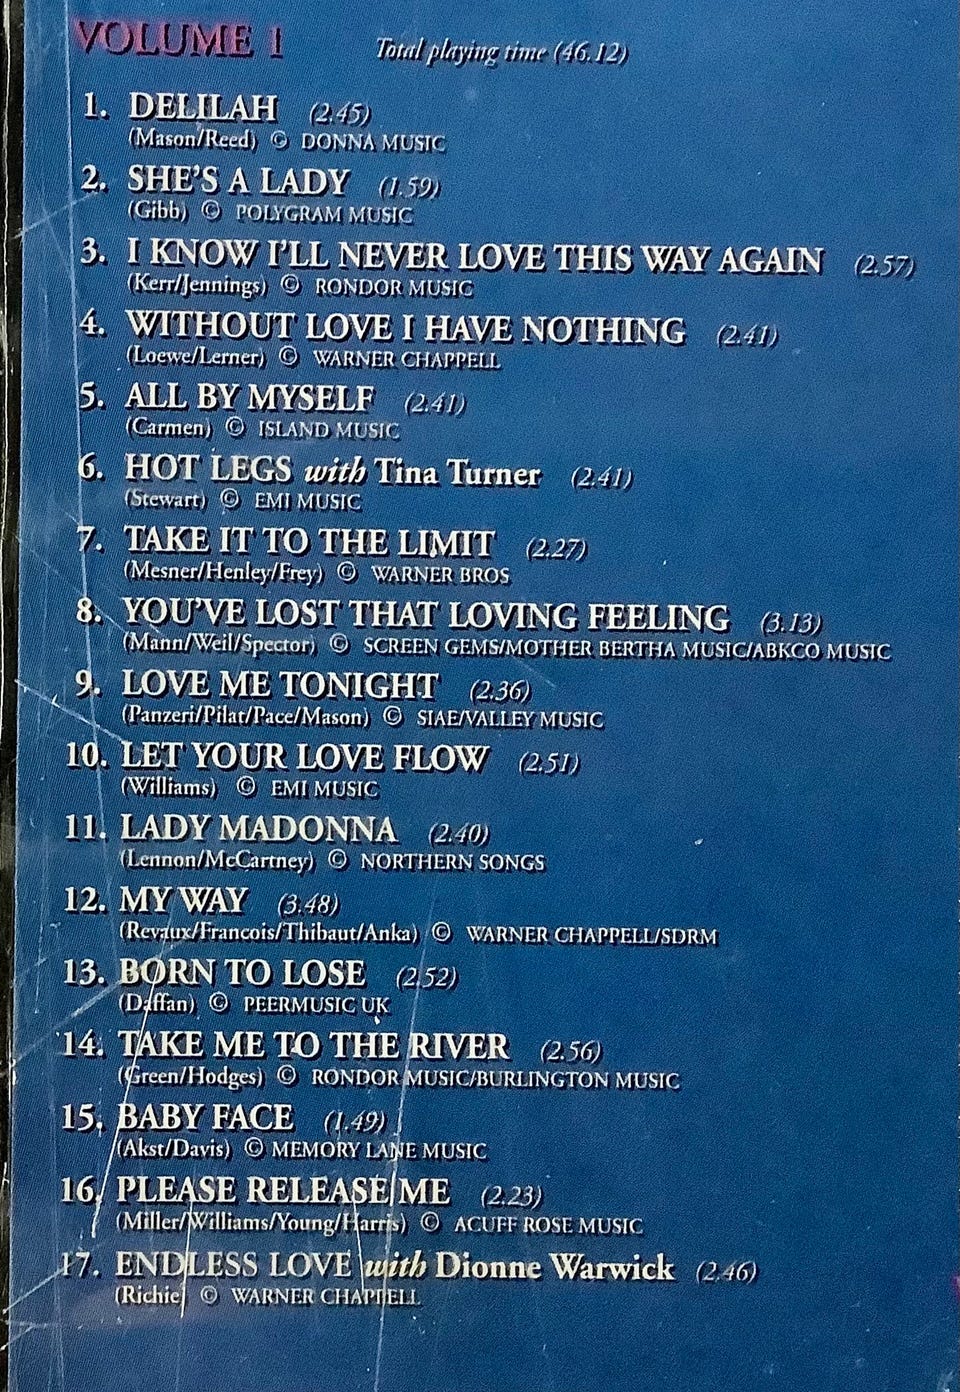 VOLUME 1 Total playing time (46.12)
1. DELILAH (2.45)
(Mason/Reed) © DONNA MUSIC
2. SHE'S A LADY (1.59)
(Gibb) © POLYGRAM MUSIC
3. I KNOW I'LL NEVER LOVE THIS WAY AGAIN (2.57)
(Kerr/Jennings) © RONDOR MUSIC
4. WITHOUT LOVE I HAVE NOTHING (2.41)
(Loewe/Lerner) © WARNER CHAPPELL
5. ALL BY MYSELF (2.41)
(Carmen) © ISLAND MUSIC
6. HOT LEGS with Tina Turner (2.41)
(Stewart) © EMI MUSIC
7. TAKE IT TO THE LIMIT (2.27)
(Mesner/Henley/Frey) © WARNER BROS
8. YOU'VE LOST THAT LOVING FEELING (3.13)
(Mann/Weil/Spector) © SCREEN GEMS/MOTHER BERTHA MUSIC/ABKCO MUSIC
9. LOVE ME TONIGHT (2.36)
(Panzeri/Pilat/Pace/Mason) © SIAE/VALLEY MUSIC
10. LET YOUR LOVE FLOW (2.51)
(Williams) © EMI MUSIC
11. LADY MADONNA (2.40)
(Lennon/McCartney) © NORTHERN SONGS
12. MY WAY (3.48)
(Revaux/Francois/Thibaut/Anka) © WARNER CHAPPELL/SDRM
13. BORN TO LOSE (2.52)
(Daffan) © PEERMUSIC UK
14. TAKE ME TO THE RIVER (2.56)
(Green/Hodges) © RONDOR MUSIC/BURLINGTON MUSIC
15. BABY FACE (1.49)
(Akst/Davis) © MEMORY LANE MUSIC
16. PLEASE RELEASE ME (2.23)
(Miller/Williams/Young/Harris) © ACUFF ROSE MUSIC
17. ENDLESS LOVE with Dionne Warwick (2.46)
(Richie) © WARNER CHAPPELL